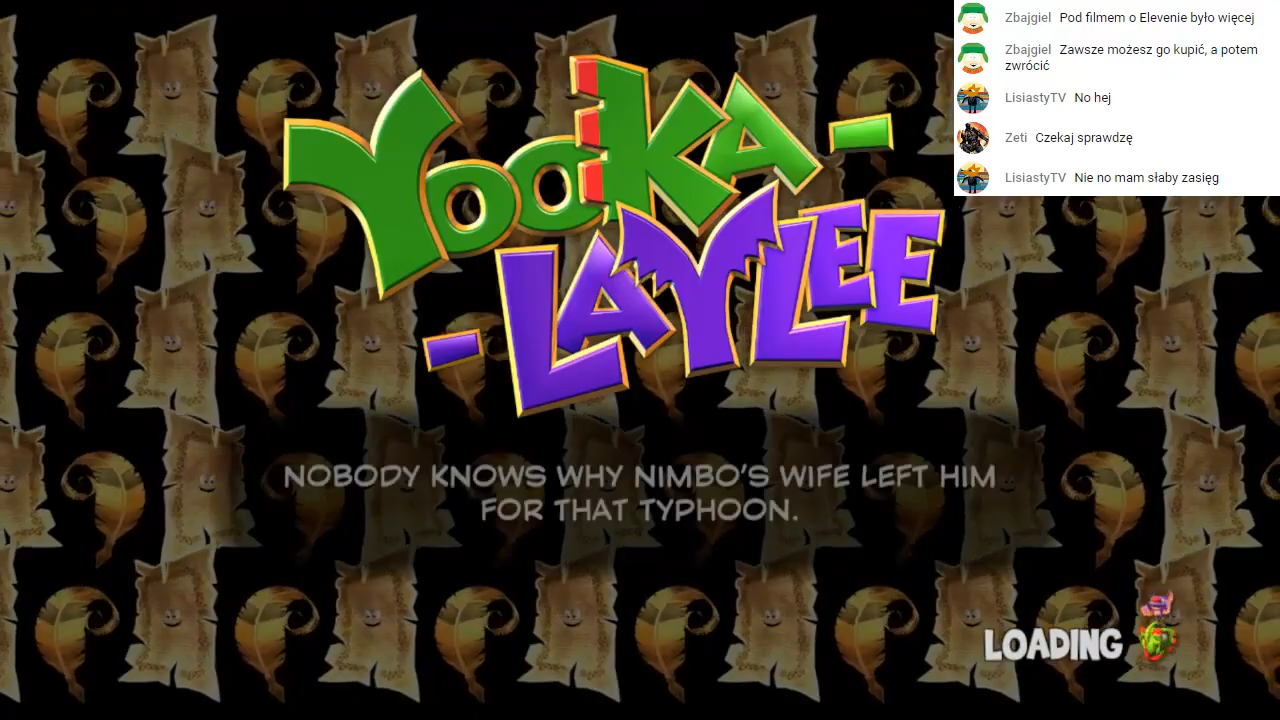 Zbajgiel Pod filmem o Elevenie było więcej
Zbajgiel Zawsze możesz go kupić, a potem
zwrócić
LisiastyTV No hej
Zeti Czekaj sprawdzę
LisiastyTV Nie no mam słaby zasięg
YOOKA-
-LAYLEE
NOBODY KNOWS WHY NIMBO'S WIFE LEFT HIM
FOR THAT TYPHOON.
LOADING